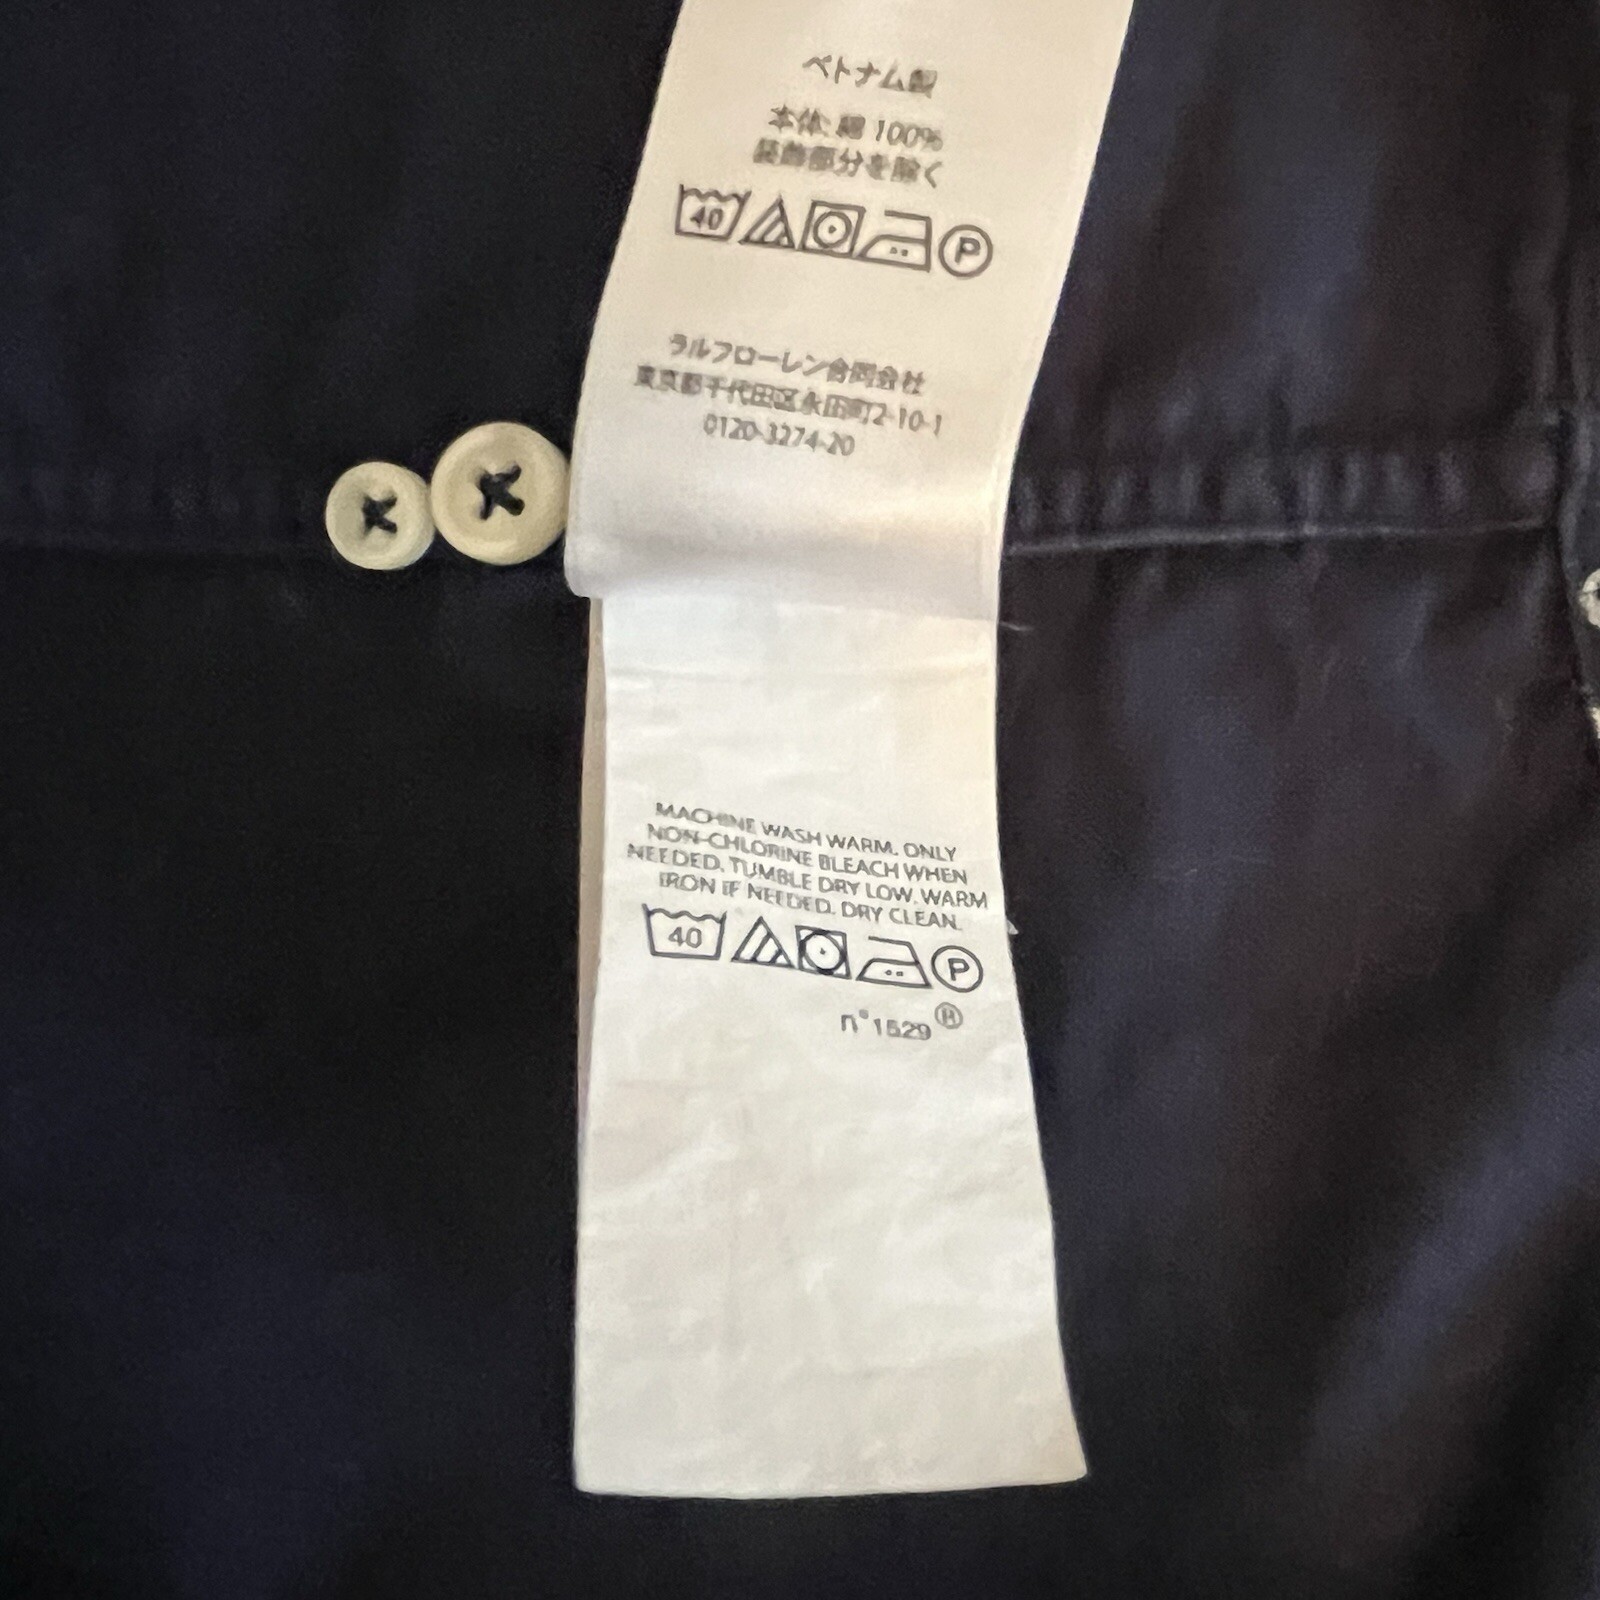 ベトナム製
本体: 綿 100%
装飾部分を除く
40 P
ラルフローレン合同会社
東京都千代田区永田町2-10-1
0120-3274-20
MACHINE WASH WARM. ONLY
NON-CHLORINE BLEACH WHEN
NEEDED. TUMBLE DRY LOW. WARM
IRON IF NEEDED. DRY CLEAN.
40 P
n°1529